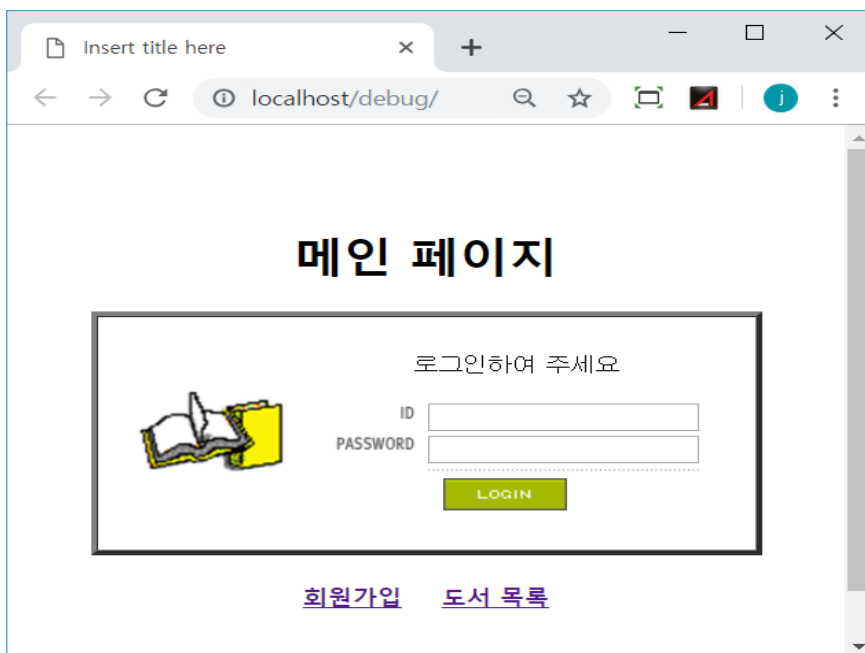 Insert title here
localhost/debug/
j
메인 페이지
로그인하여 주세요
ID
PASSWORD
LOGIN
회원가입 도서 목록